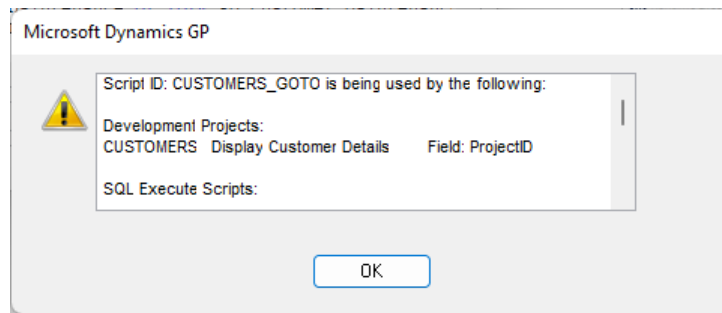 Microsoft Dynamics GP
Script ID: CUSTOMERS_GOTO is being used by the following:
Development Projects:
CUSTOMERS Display Customer Details Field: ProjectID
SQL Execute Scripts:
OK